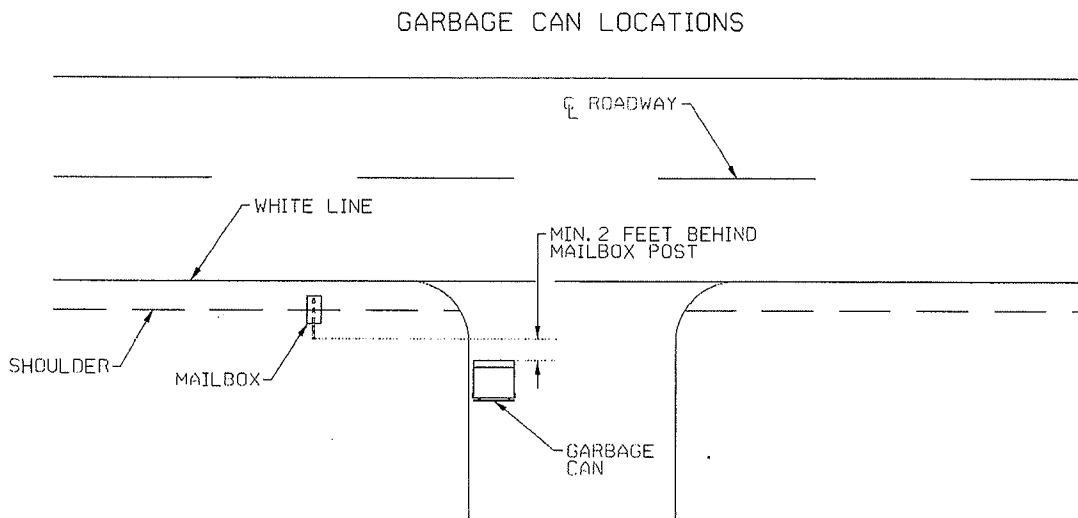 GARBAGE CAN LOCATIONS
℄ ROADWAY
WHITE LINE
MIN. 2 FEET BEHIND
MAILBOX POST
SHOULDER
MAILBOX
GARBAGE
CAN